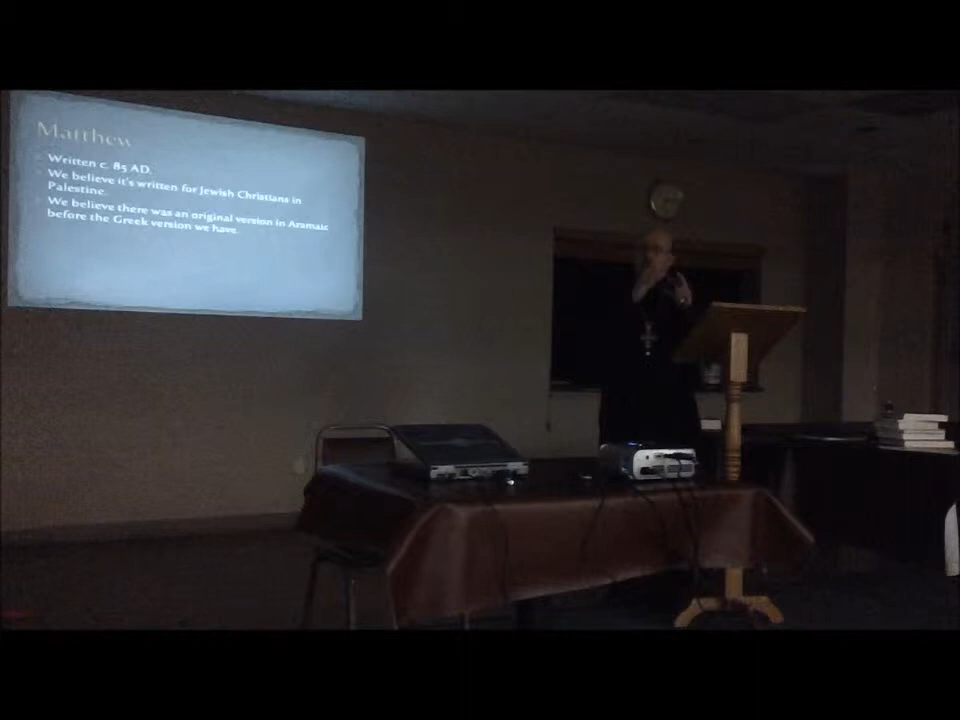 Matthew
Written c. 85 AD.
We believe it's written for Jewish Christians in
Palestine.
We believe there was an original version in Aramaic
before the Greek version we have.